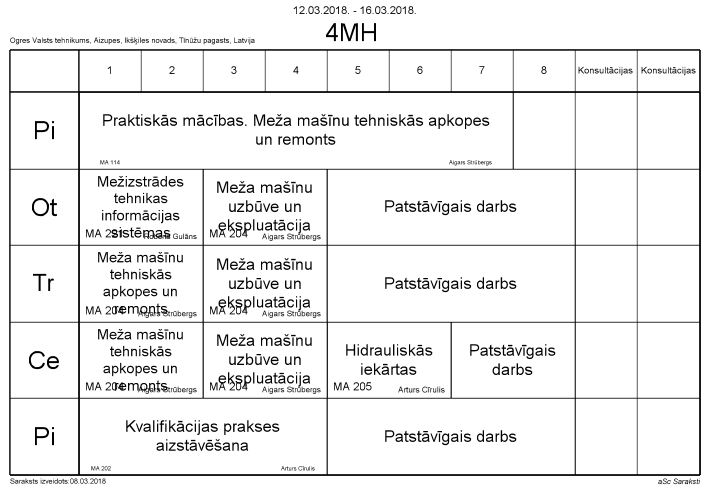 12.03.2018. - 16.03.2018.
4MH
Ogres Valsts tehnikums, Aizupes, Ikšķiles novads, Tīnūžu pagasts, Latvija
1 2 3 4 5 6 7 8 Konsultācijas Konsultācijas
Pi
Praktiskās mācības. Meža mašīnu tehniskās apkopes
un remonts
MA 114 Aigars Strūbergs
Ot
Mežizstrādes
tehnikas
informācijas
sistēmas
MA Gulāns
Meža mašīnu
uzbūve un
ekspluatācija
MA 204 Aigars Strūbergs
Patstāvīgais darbs
Tr
Meža mašīnu
tehniskās
apkopes un
remonts
MA 204 Aigars Strūbergs
Meža mašīnu
uzbūve un
ekspluatācija
MA 204 Aigars Strūbergs
Patstāvīgais darbs
Ce
Meža mašīnu
tehniskās
apkopes un
remonts
MA 204 Aigars Strūbergs
Meža mašīnu
uzbūve un
ekspluatācija
MA 204 Aigars Strūbergs
Hidrauliskās
iekārtas
MA 205 Arturs Cīrulis
Patstāvīgais
darbs
Pi
Kvalifikācijas prakses
aizstāvēšana
MA 202 Arturs Cīrulis
Patstāvīgais darbs
Saraksts izveidots:08.03.2018 aSc Saraksti